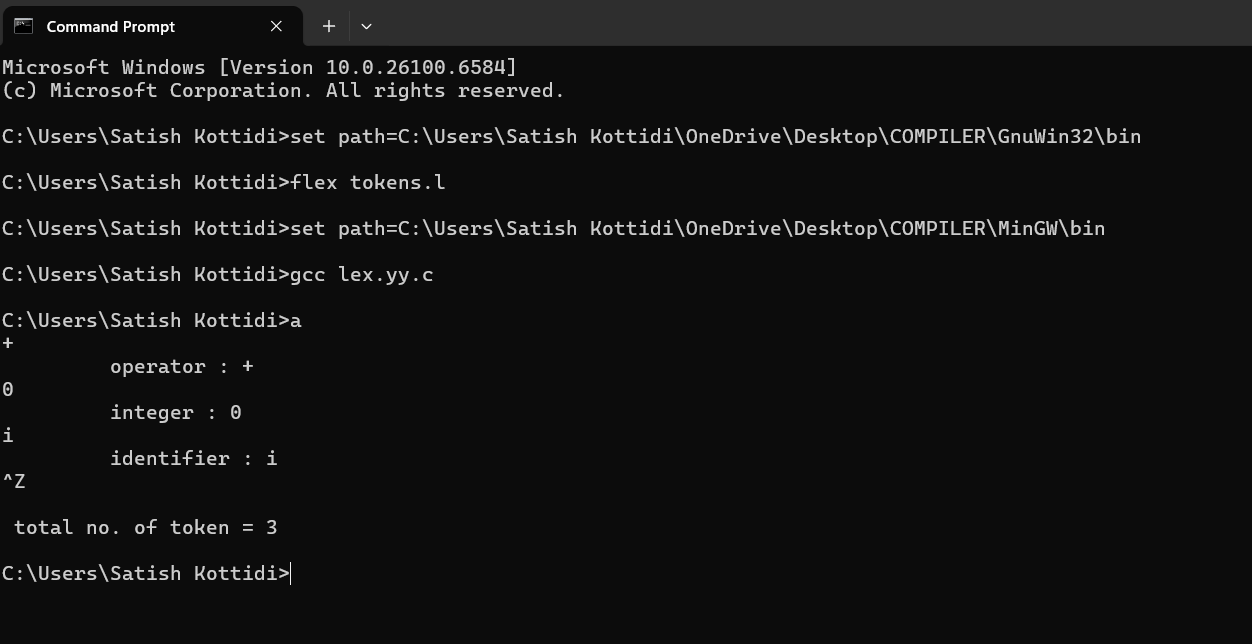 Command Prompt
Microsoft Windows [Version 10.0.26100.6584]
(c) Microsoft Corporation. All rights reserved.
C:\Users\Satish Kottidi>set path=C:\Users\Satish Kottidi\OneDrive\Desktop\COMPILER\GnuWin32\bin
C:\Users\Satish Kottidi>flex tokens.l
C:\Users\Satish Kottidi>set path=C:\Users\Satish Kottidi\OneDrive\Desktop\COMPILER\MinGW\bin
C:\Users\Satish Kottidi>gcc lex.yy.c
C:\Users\Satish Kottidi>a
+
operator : +
0
integer : 0
i
identifier : i
^Z
total no. of token = 3
C:\Users\Satish Kottidi>